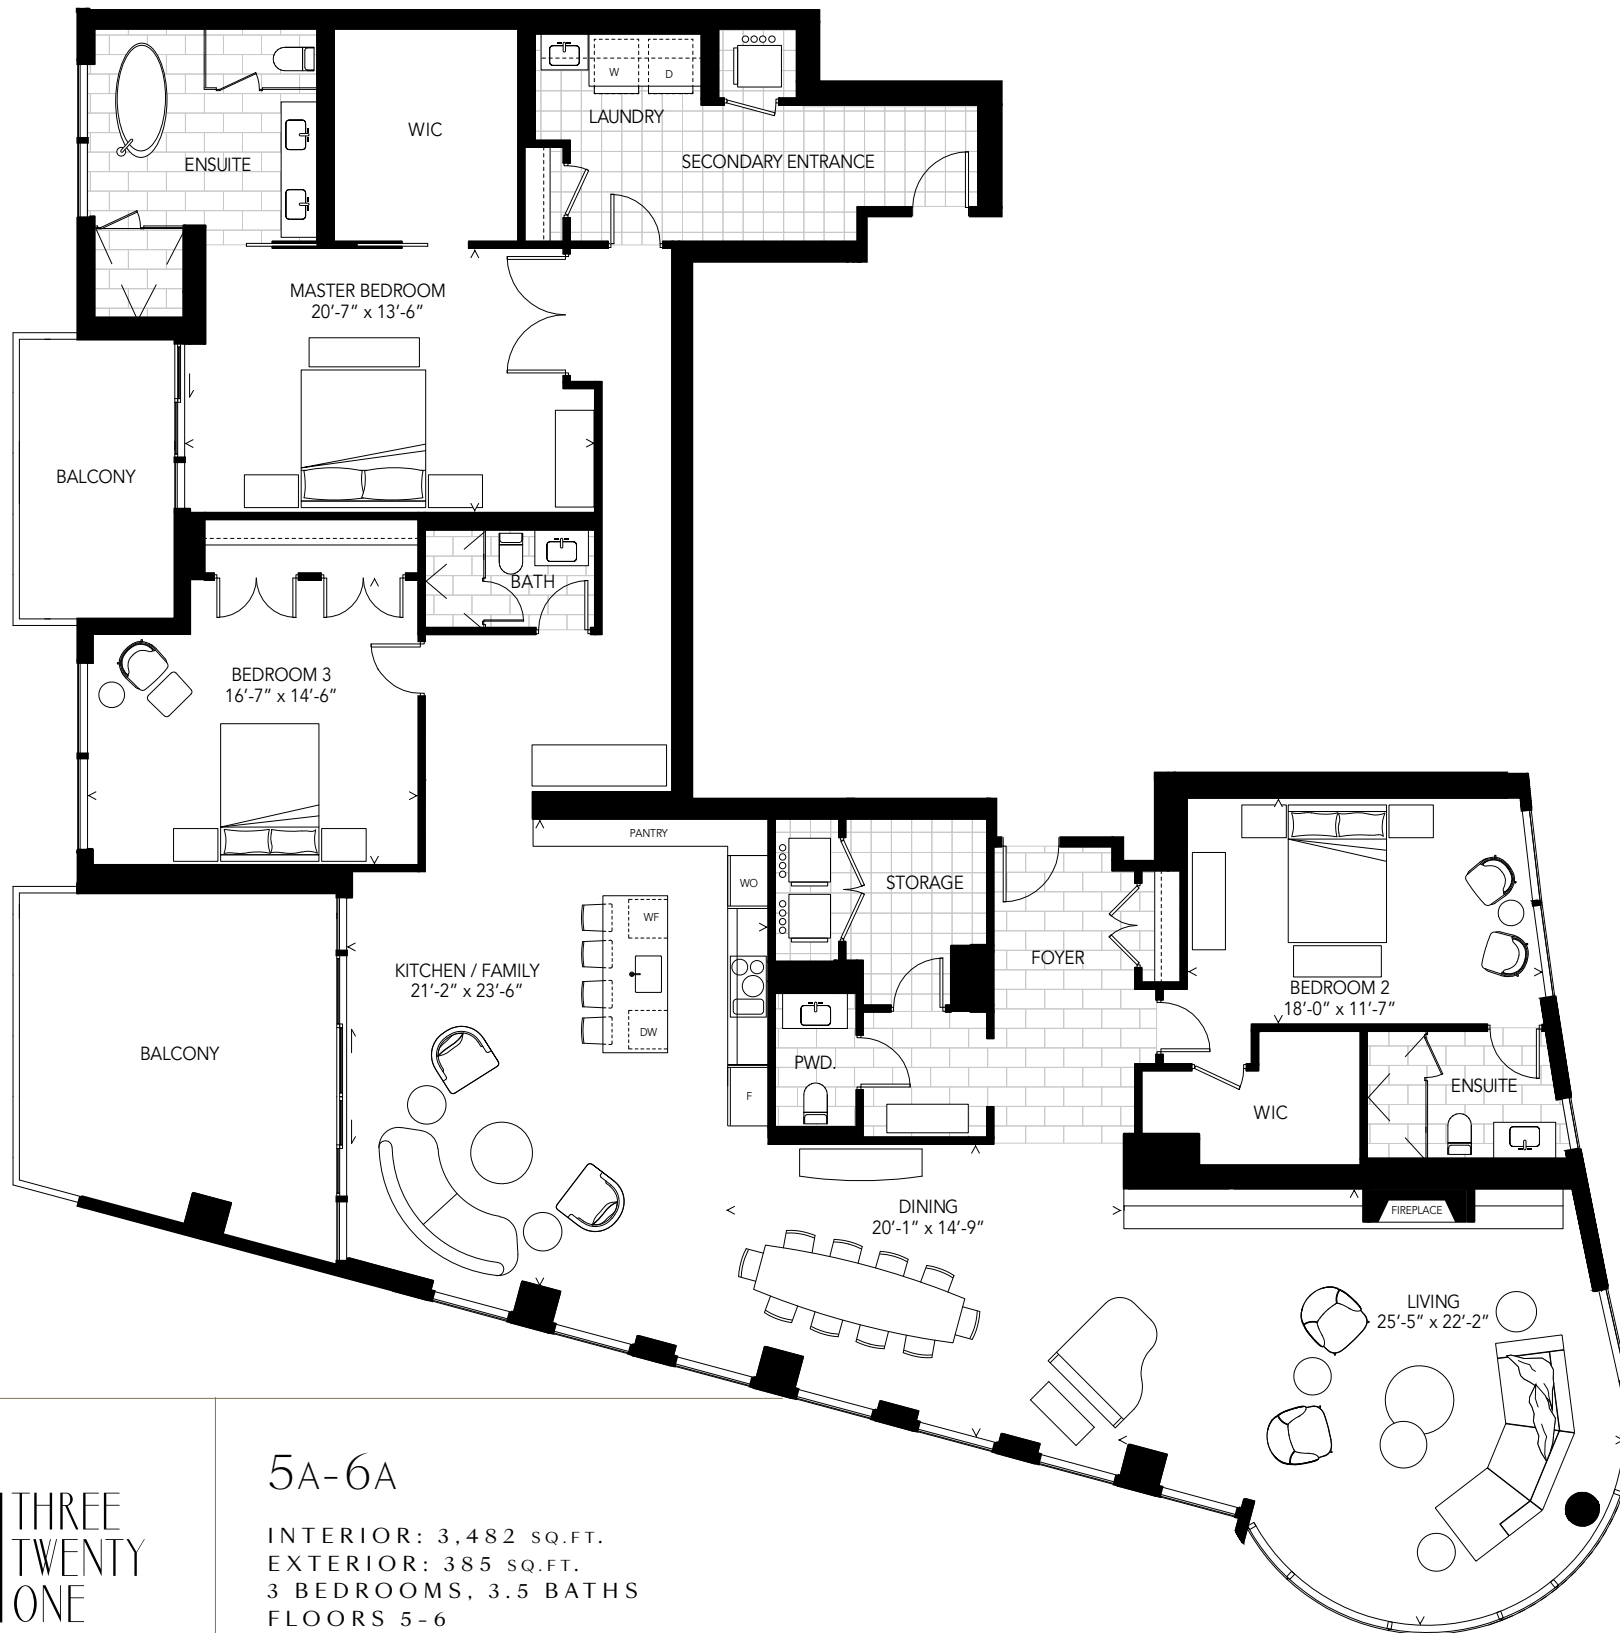 W
D
LAUNDRY
WIC
ENSUITE
SECONDARY ENTRANCE
MASTER BEDROOM
20'-7" x 13'-6"
BALCONY
BATH
BEDROOM 3
16'-7" x 14'-6"
PANTRY
WO
STORAGE
WF
FOYER
KITCHEN / FAMILY
21'-2" x 23'-6"
BEDROOM 2
18'-0" x 11'-7"
DW
BALCONY
PWD.
F
ENSUITE
WIC
DINING
20'-1" x 14'-9"
FIREPLACE
LIVING
25'-5" x 22'-2"
THREE
TWENTY
ONE
5A-6A
INTERIOR: 3,482 SQ.FT.
EXTERIOR: 385 SQ.FT.
3 BEDROOMS, 3.5 BATHS
FLOORS 5-6